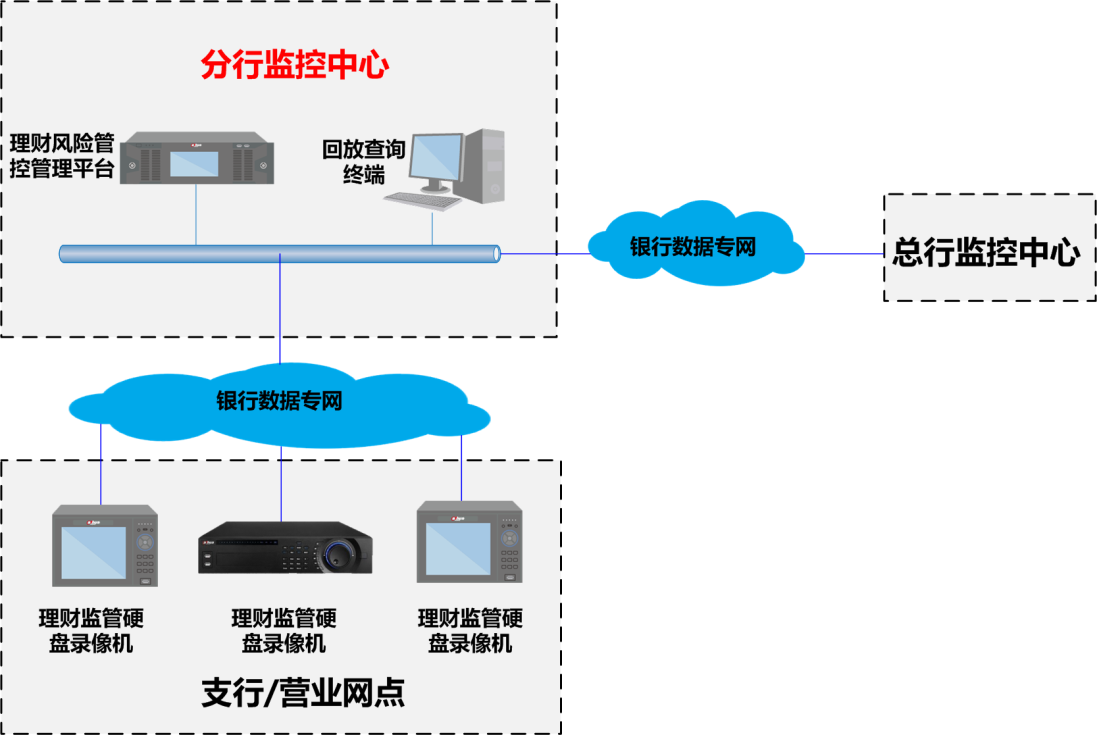 分行监控中心
理财风险管
控管理平台
回放查询
终端
银行数据专网
总行监控中心
银行数据专网
理财监管硬
盘录像机
理财监管硬
盘录像机
理财监管硬
盘录像机
支行/营业网点